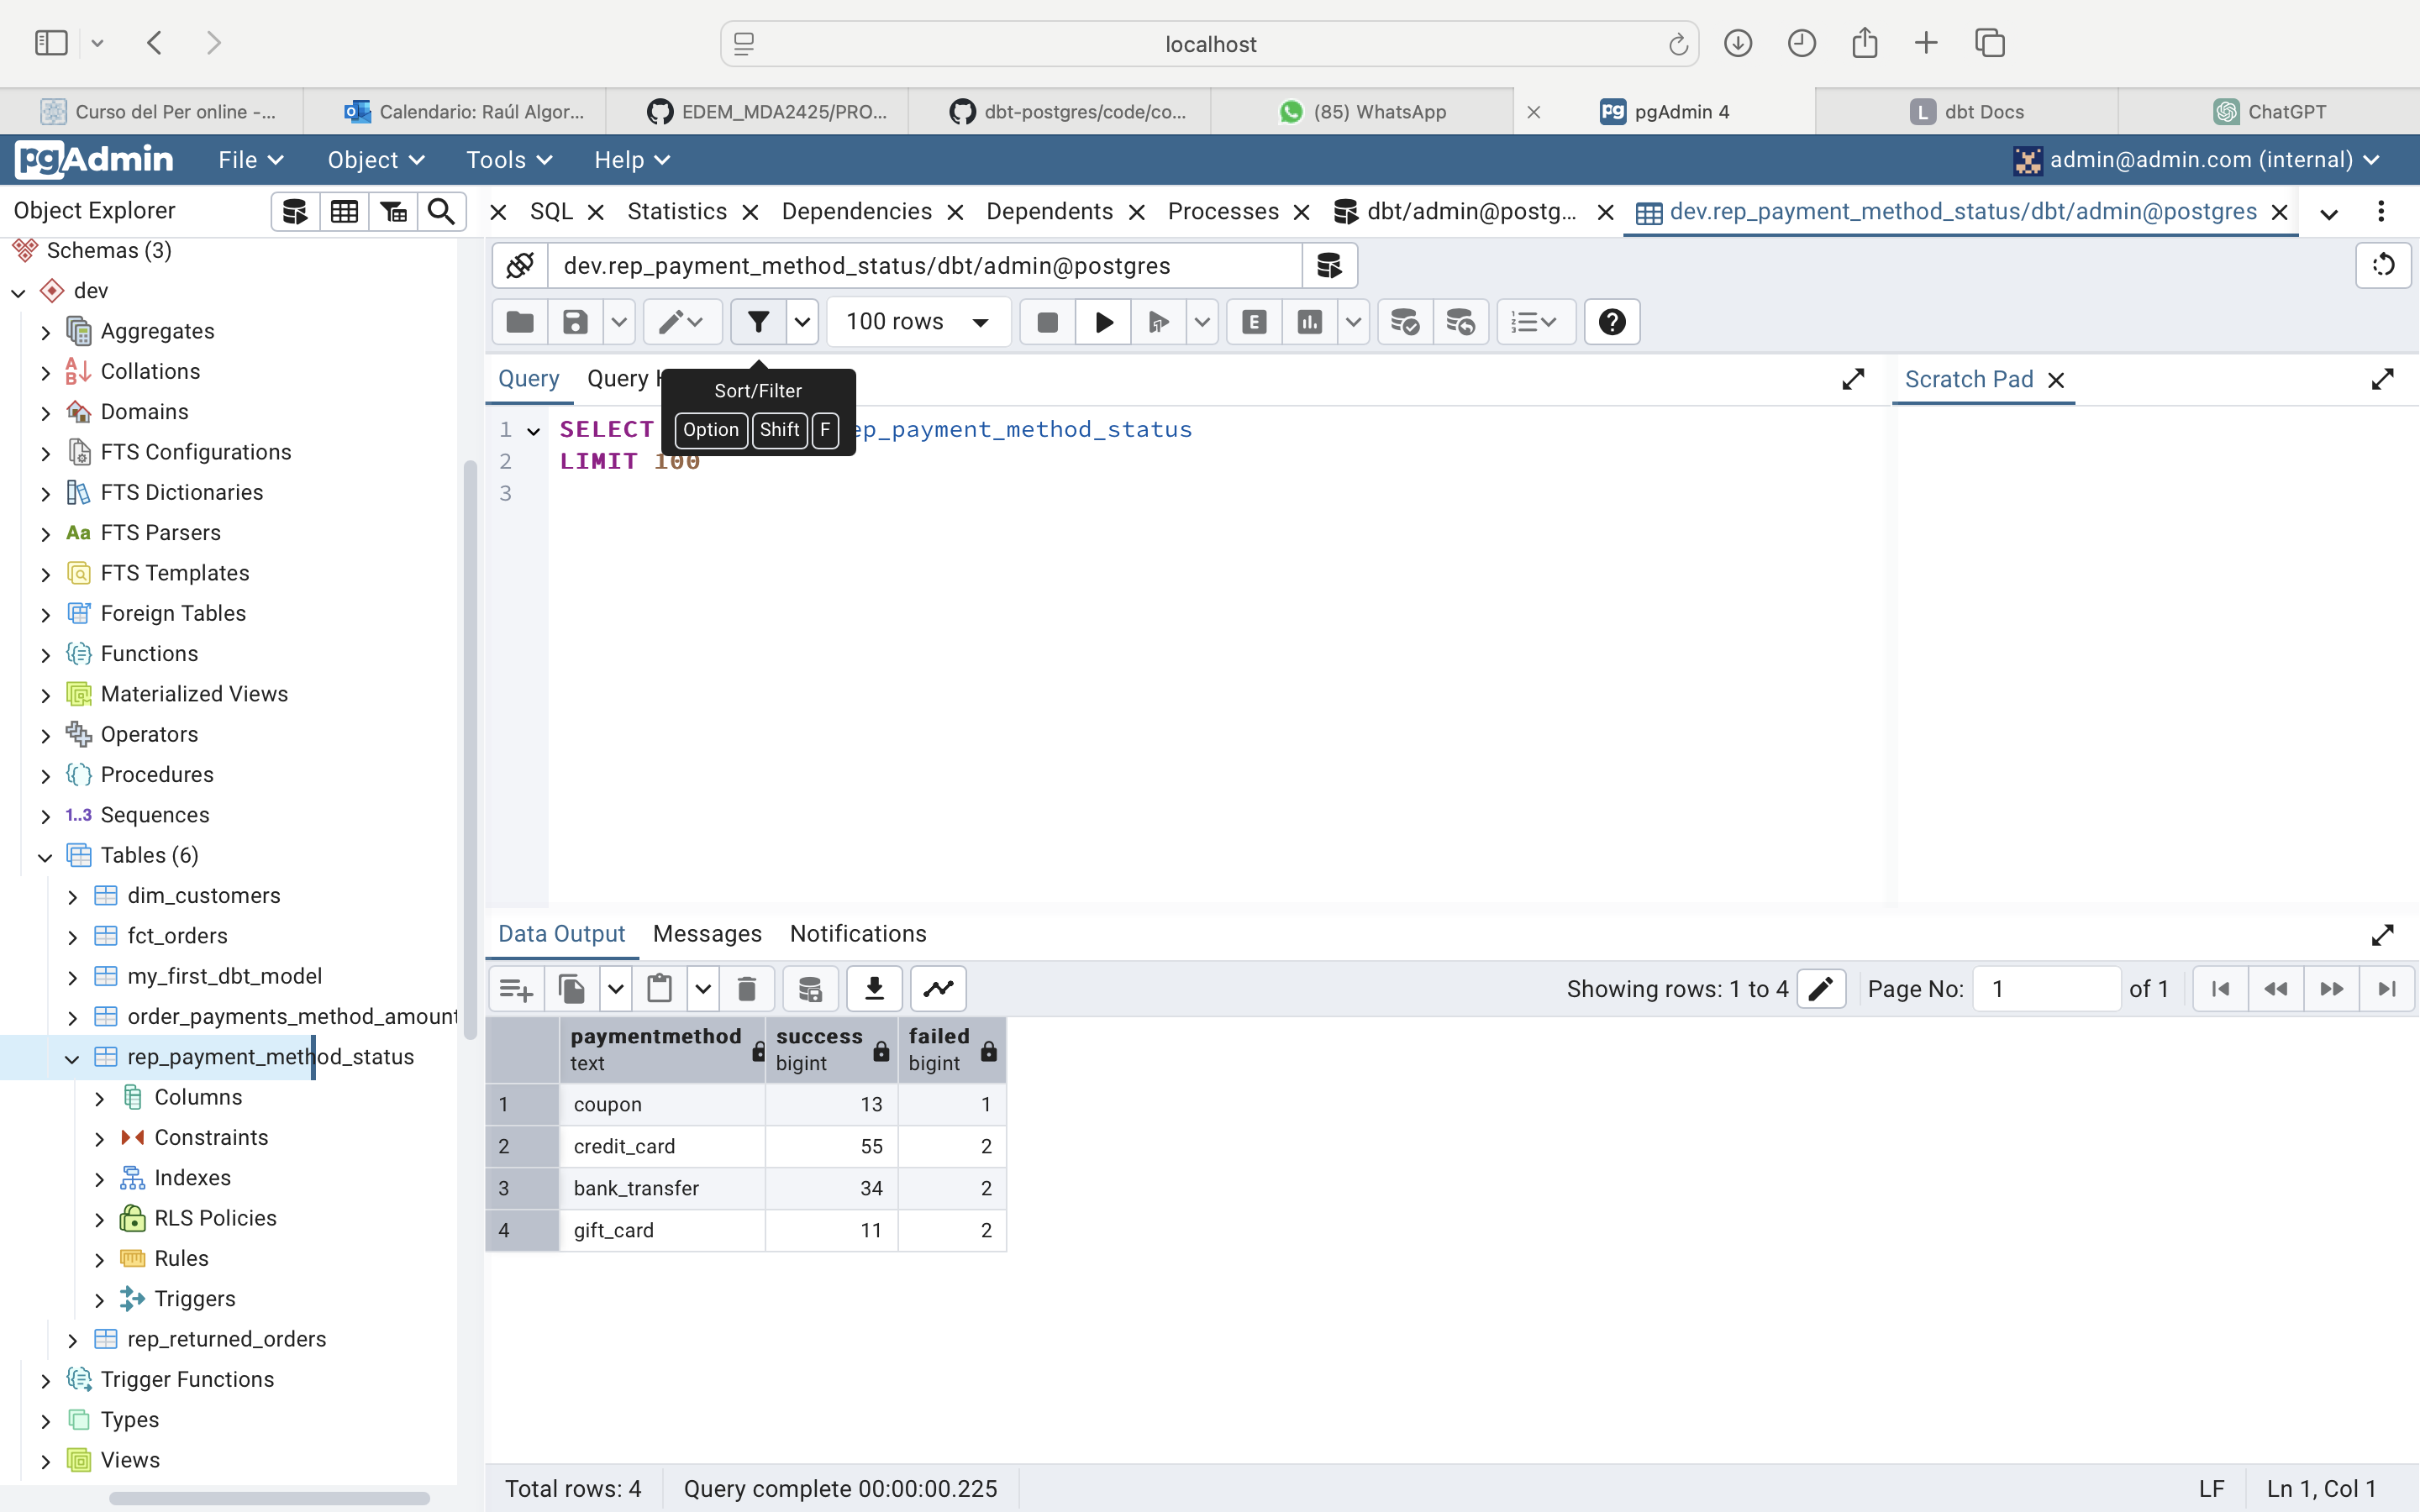 localhost
Curso del Per online -...
Calendario: Raúl Algor...
EDEM_MDA2425/PRO...
dbt-postgres/code/co...
(85) WhatsApp
pgAdmin 4
L dbt Docs
ChatGPT
pgAdmin File Object Tools Help admin@admin.com (internal)
Object Explorer
SQL Statistics Dependencies Dependents Processes dbt/admin@postg... dev.rep_payment_method_status/dbt/admin@postgres
dev.rep_payment_method_status/dbt/admin@postgres
100 rows
E
Query Query
Sort/Filter
Option Shift F
Scratch Pad
1 SELECT ep_payment_method_status
2 LIMIT 100
3
Schemas (3)
dev
Aggregates
Collations
Domains
FTS Configurations
FTS Dictionaries
Aa FTS Parsers
FTS Templates
Foreign Tables
Functions
Materialized Views
Operators
Procedures
1..3 Sequences
Tables (6)
dim_customers
fct_orders
my_first_dbt_model
order_payments_method_amount
rep_payment_method_status
Columns
Constraints
Indexes
RLS Policies
Rules
Triggers
rep_returned_orders
Trigger Functions
Types
Views
Data Output Messages Notifications
Showing rows: 1 to 4 Page No: 1 of 1
paymentmethod success failed
text bigint bigint
1 coupon 13 1
2 credit_card 55 2
3 bank_transfer 34 2
4 gift_card 11 2
Total rows: 4 Query complete 00:00:00.225 LF Ln 1, Col 1